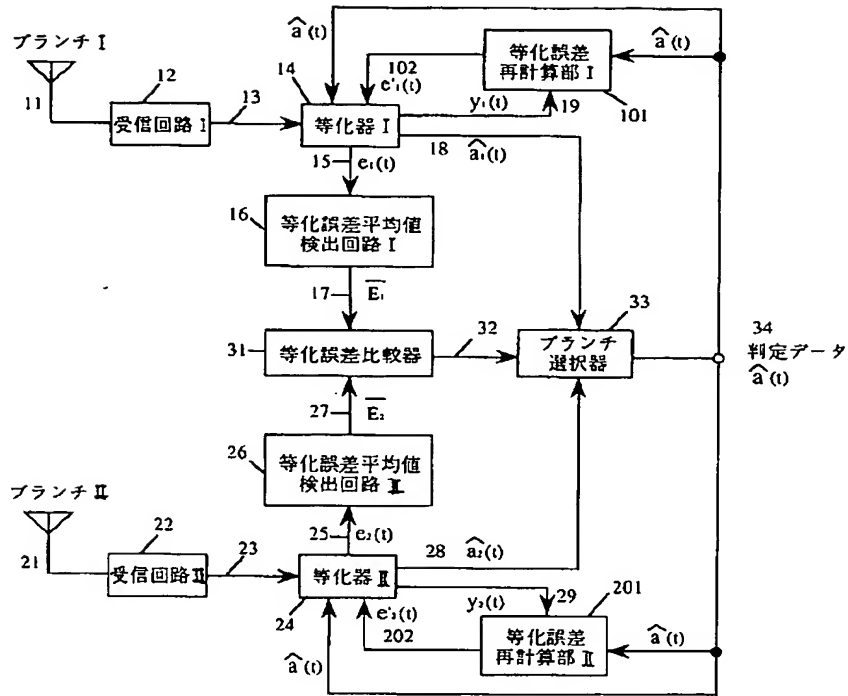 ブランチ I
11
12
受信回路 I
13
14
等化器 I
â(t)
102
e'₁(t)
等化誤差
再計算部 I
â(t)
101
y₁(t)
19
18
â₁(t)
15
e₁(t)
16
等化誤差平均値
検出回路 I
17
E̅₁
31
等化誤差比較器
32
33
ブランチ
選択器
34
判定データ
â(t)
27
E̅₂
26
等化誤差平均値
検出回路 Ⅱ
25
e₂(t)
ブランチ Ⅱ
21
22
受信回路 Ⅱ
23
等化器 Ⅱ
24
28
â₂(t)
y₂(t)
29
201
e'₂(t)
202
等化誤差
再計算部 Ⅱ
â(t)
â(t)